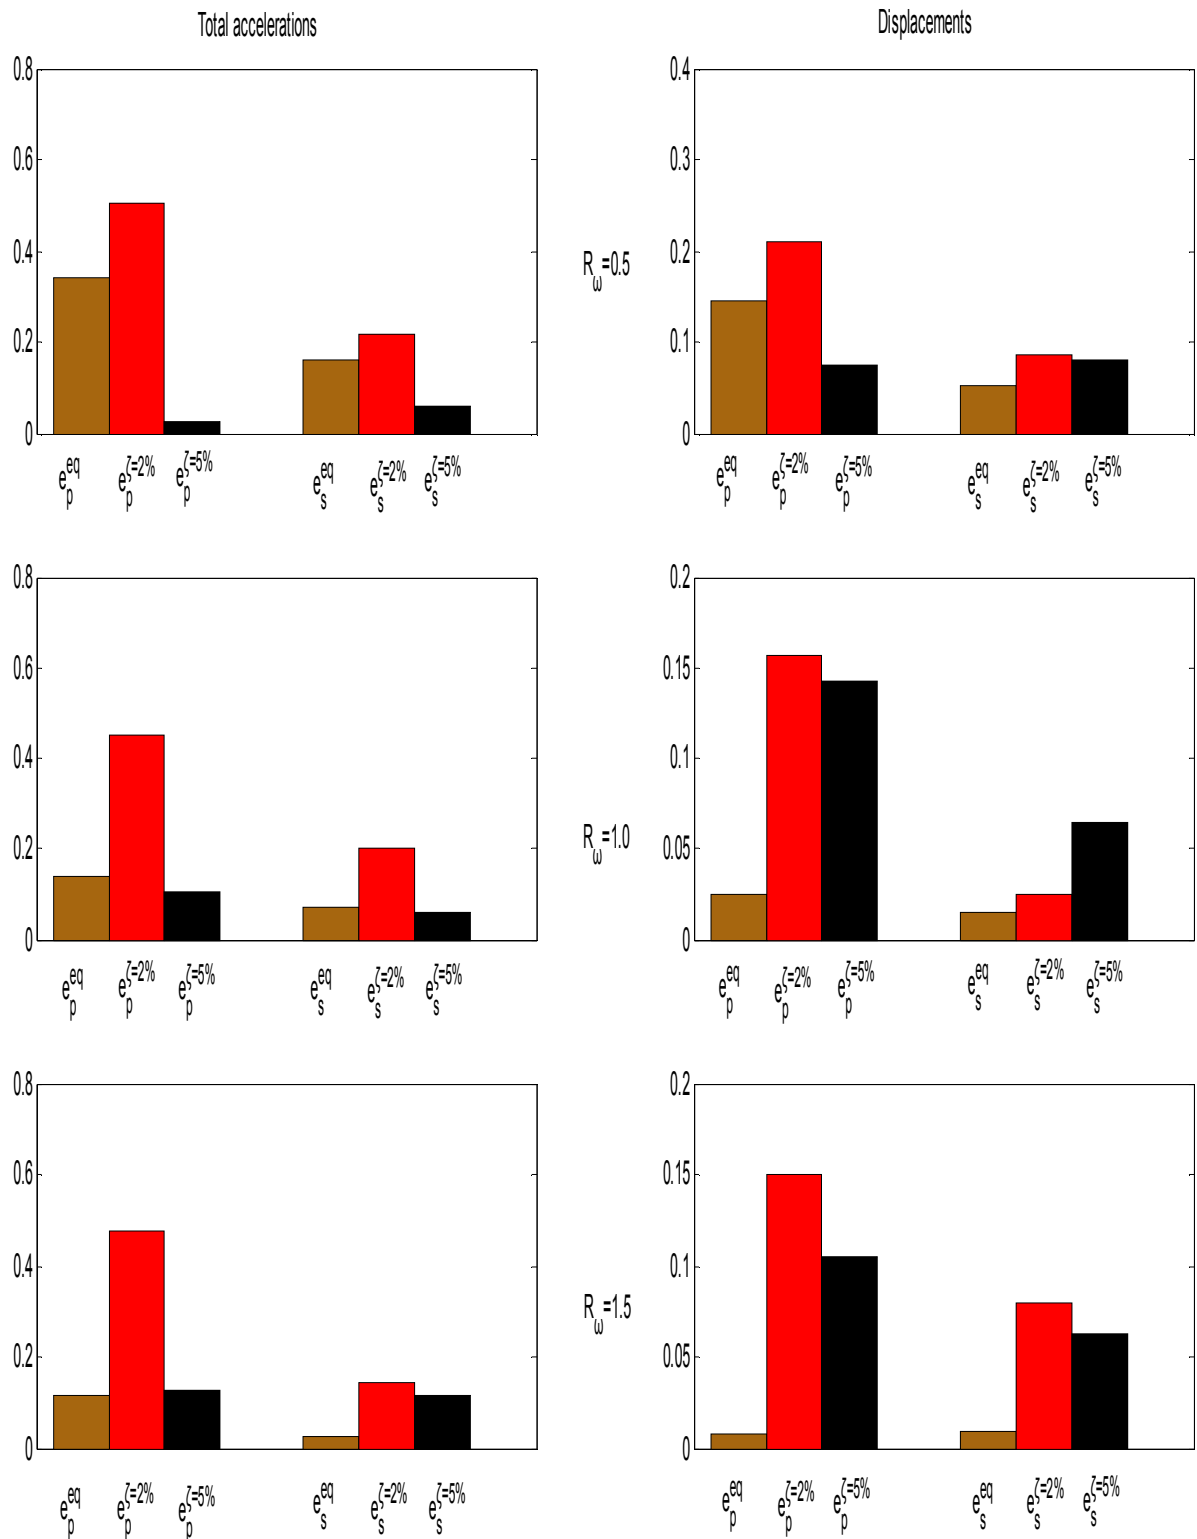 Total accelerations
Displacements
0.8
0.6
0.4
0.2
0
e_p^eq e_p^ζ=2% e_p^ζ=5% e_s^eq e_s^ζ=2% e_s^ζ=5%
R_ω=0.5
0.4
0.3
0.2
0.1
0
e_p^eq e_p^ζ=2% e_p^ζ=5% e_s^eq e_s^ζ=2% e_s^ζ=5%
0.8
0.6
0.4
0.2
0
e_p^eq e_p^ζ=2% e_p^ζ=5% e_s^eq e_s^ζ=2% e_s^ζ=5%
R_ω=1.0
0.2
0.15
0.1
0.05
0
e_p^eq e_p^ζ=2% e_p^ζ=5% e_s^eq e_s^ζ=2% e_s^ζ=5%
0.8
0.6
0.4
0.2
0
e_p^eq e_p^ζ=2% e_p^ζ=5% e_s^eq e_s^ζ=2% e_s^ζ=5%
R_ω=1.5
0.2
0.15
0.1
0.05
0
e_p^eq e_p^ζ=2% e_p^ζ=5% e_s^eq e_s^ζ=2% e_s^ζ=5%